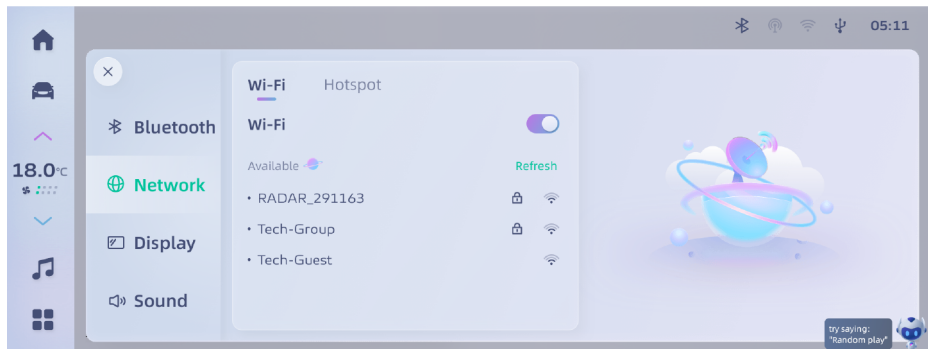 05:11
18.0°C
Bluetooth
Network
Display
Sound
Wi-Fi Hotspot
Wi-Fi
Available Refresh
• RADAR_291163
• Tech-Group
• Tech-Guest
try saying:
"Random play"